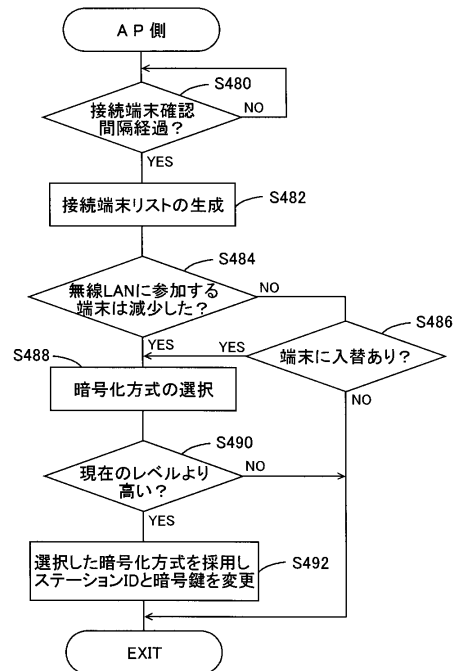 AP側
S480
接続端末確認
間隔経過？
NO
YES
接続端末リストの生成
S482
S484
無線LANに参加する
端末は減少した？
NO
YES
S486
端末に入替あり？
YES
NO
S488
暗号化方式の選択
S490
現在のレベルより
高い？
NO
YES
選択した暗号化方式を採用し
ステーションIDと暗号鍵を変更
S492
EXIT